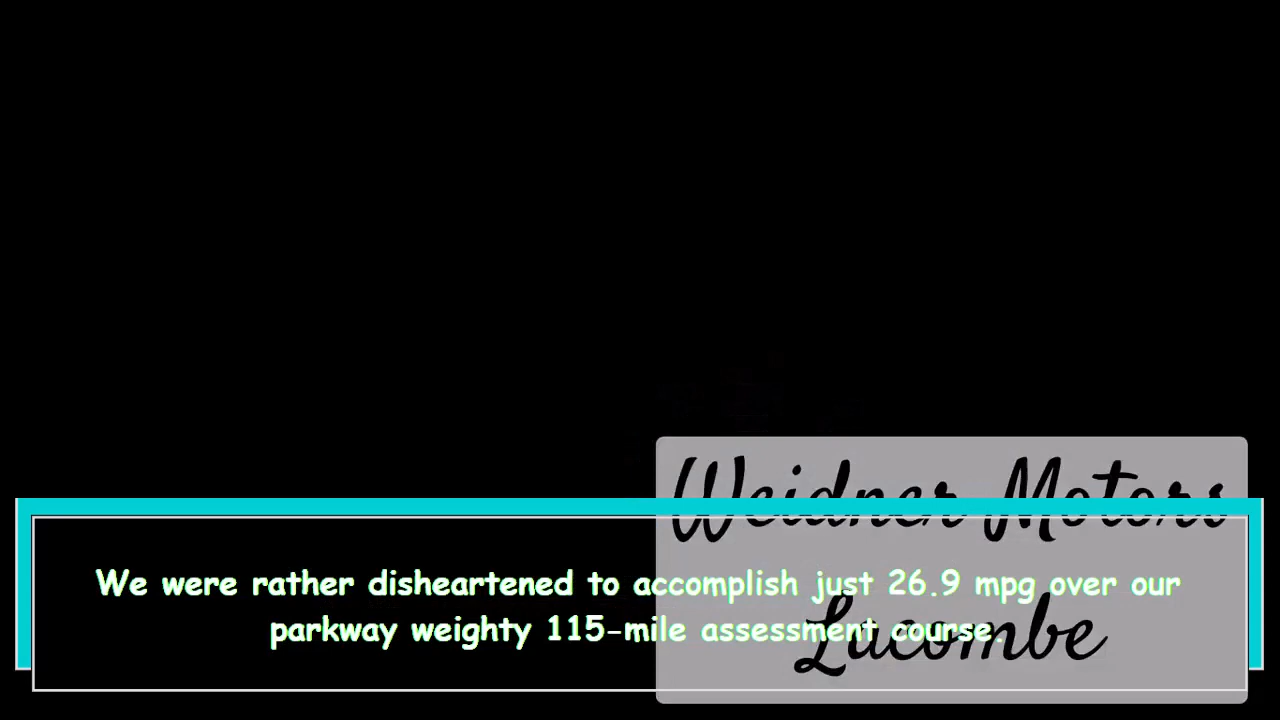 Weidner Motors
Lacombe
We were rather disheartened to accomplish just 26.9 mpg over our
parkway weighty 115-mile assessment course.